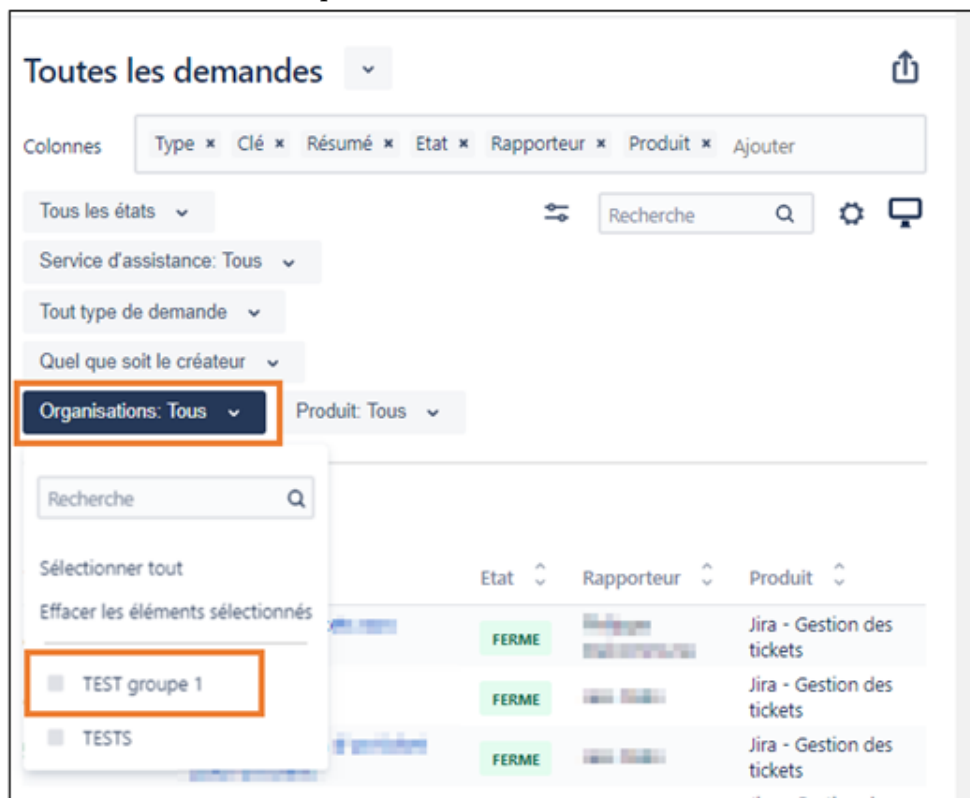 Toutes les demandes
Colonnes Type × Clé × Résumé × Etat × Rapporteur × Produit × Ajouter
Tous les états Recherche
Service d'assistance: Tous
Tout type de demande
Quel que soit le créateur
Organisations: Tous Produit: Tous
Recherche
Sélectionner tout
Effacer les éléments sélectionnés
TEST groupe 1
TESTS
Etat Rapporteur Produit
FERME Jira - Gestion des
tickets
FERME Jira - Gestion des
tickets
FERME Jira - Gestion des
tickets